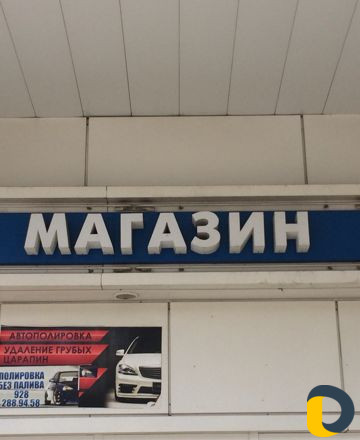 МАГАЗИН
АВТОПОЛИРОВКА
УДАЛЕНИЕ ГРУБЫХ
ЦАРАПИН
ПОЛИРОВКА
БЕЗ ПАЛИВА
928
288.94.58